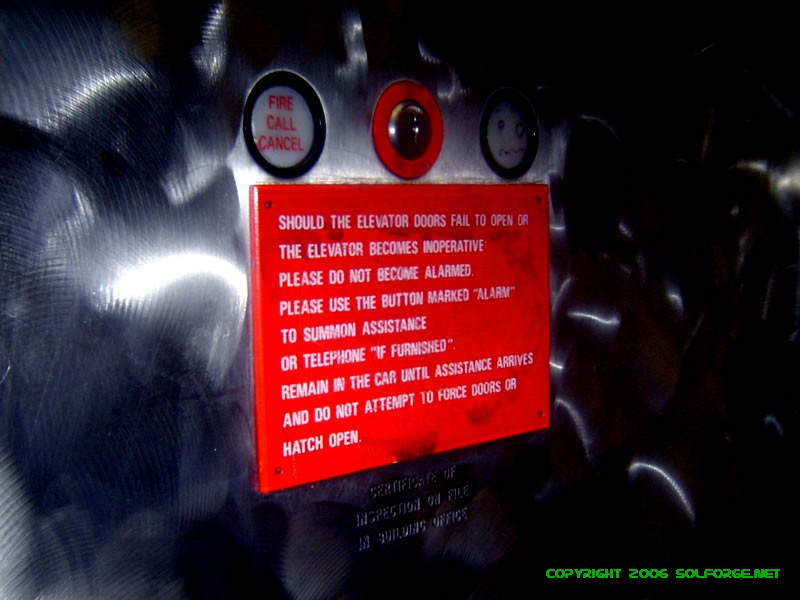 FIRE
CALL
CANCEL
SHOULD THE ELEVATOR DOORS FAIL TO OPEN OR
THE ELEVATOR BECOMES INOPERATIVE
PLEASE DO NOT BECOME ALARMED.
PLEASE USE THE BUTTON MARKED "ALARM"
TO SUMMON ASSISTANCE
OR TELEPHONE "IF FURNISHED".
REMAIN IN THE CAR UNTIL ASSISTANCE ARRIVES
AND DO NOT ATTEMPT TO FORCE DOORS OR
HATCH OPEN.
CERTIFICATE OF
INSPECTION ON FILE
IN BUILDING OFFICE
COPYRIGHT 2006 SOLFORGE.NET